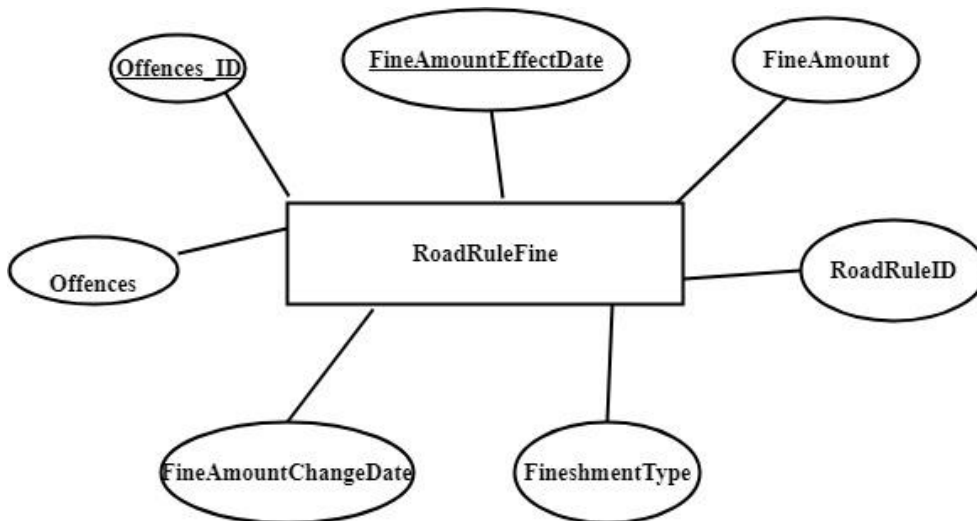 Offences_ID
FineAmountEffectDate
FineAmount
RoadRuleFine
RoadRuleID
Offences
FineAmountChangeDate
FineshmentType